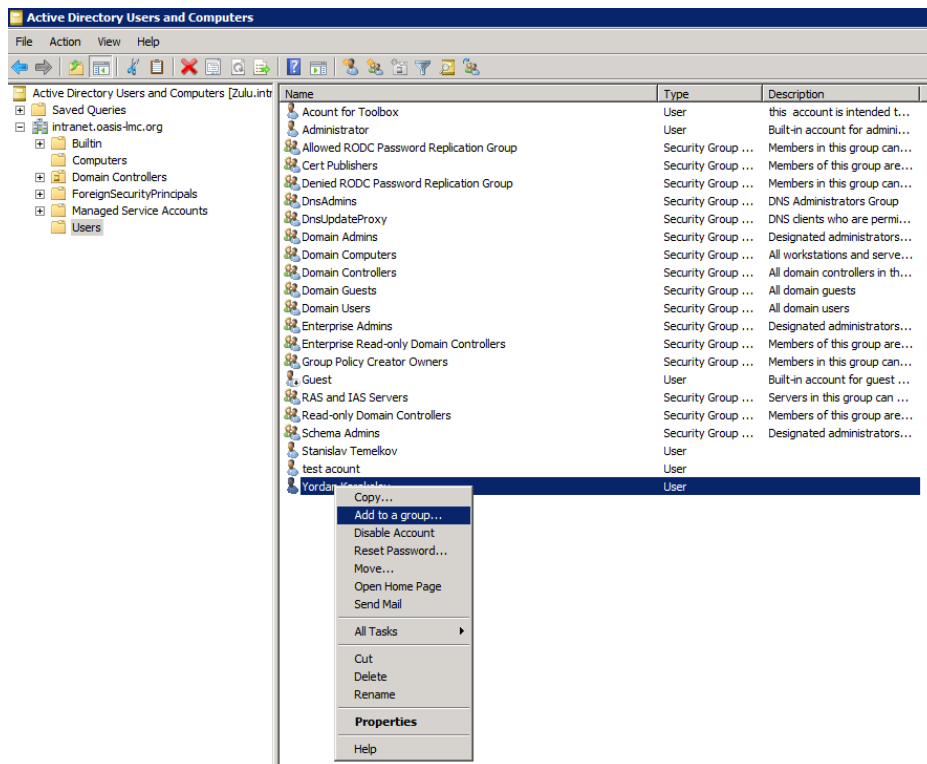 Active Directory Users and Computers
File Action View Help
Active Directory Users and Computers [Zulu.intr
Saved Queries
intranet.oasis-lmc.org
Builtin
Computers
Domain Controllers
ForeignSecurityPrincipals
Managed Service Accounts
Users
Name Type Description
Acount for Toolbox User this account is intended t...
Administrator User Built-in account for admini...
Allowed RODC Password Replication Group Security Group ... Members in this group can...
Cert Publishers Security Group ... Members of this group are...
Denied RODC Password Replication Group Security Group ... Members in this group can...
DnsAdmins Security Group ... DNS Administrators Group
DnsUpdateProxy Security Group ... DNS clients who are permi...
Domain Admins Security Group ... Designated administrators...
Domain Computers Security Group ... All workstations and serve...
Domain Controllers Security Group ... All domain controllers in th...
Domain Guests Security Group ... All domain guests
Domain Users Security Group ... All domain users
Enterprise Admins Security Group ... Designated administrators...
Enterprise Read-only Domain Controllers Security Group ... Members of this group are...
Group Policy Creator Owners Security Group ... Members in this group can...
Guest User Built-in account for guest ...
RAS and IAS Servers Security Group ... Servers in this group can ...
Read-only Domain Controllers Security Group ... Members of this group are...
Schema Admins Security Group ... Designated administrators...
Stanislav Temelkov User
test acount User
Yordan User
Copy...
Add to a group...
Disable Account
Reset Password...
Move...
Open Home Page
Send Mail
All Tasks
Cut
Delete
Rename
Properties
Help